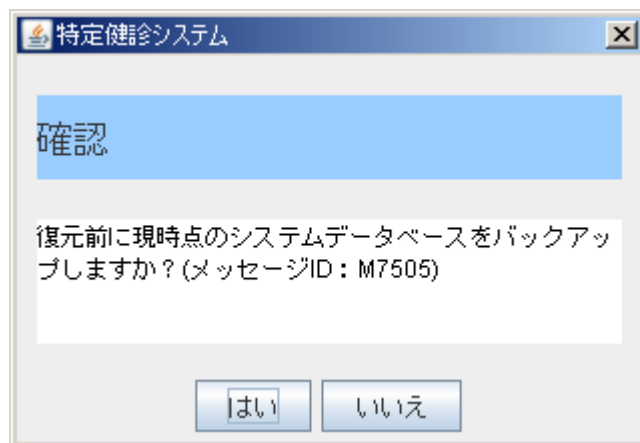 特定健診システム
確認
復元前に現時点のシステムデータベースをバックアッ
プしますか？(メッセージID：M7505)
はい
いいえ